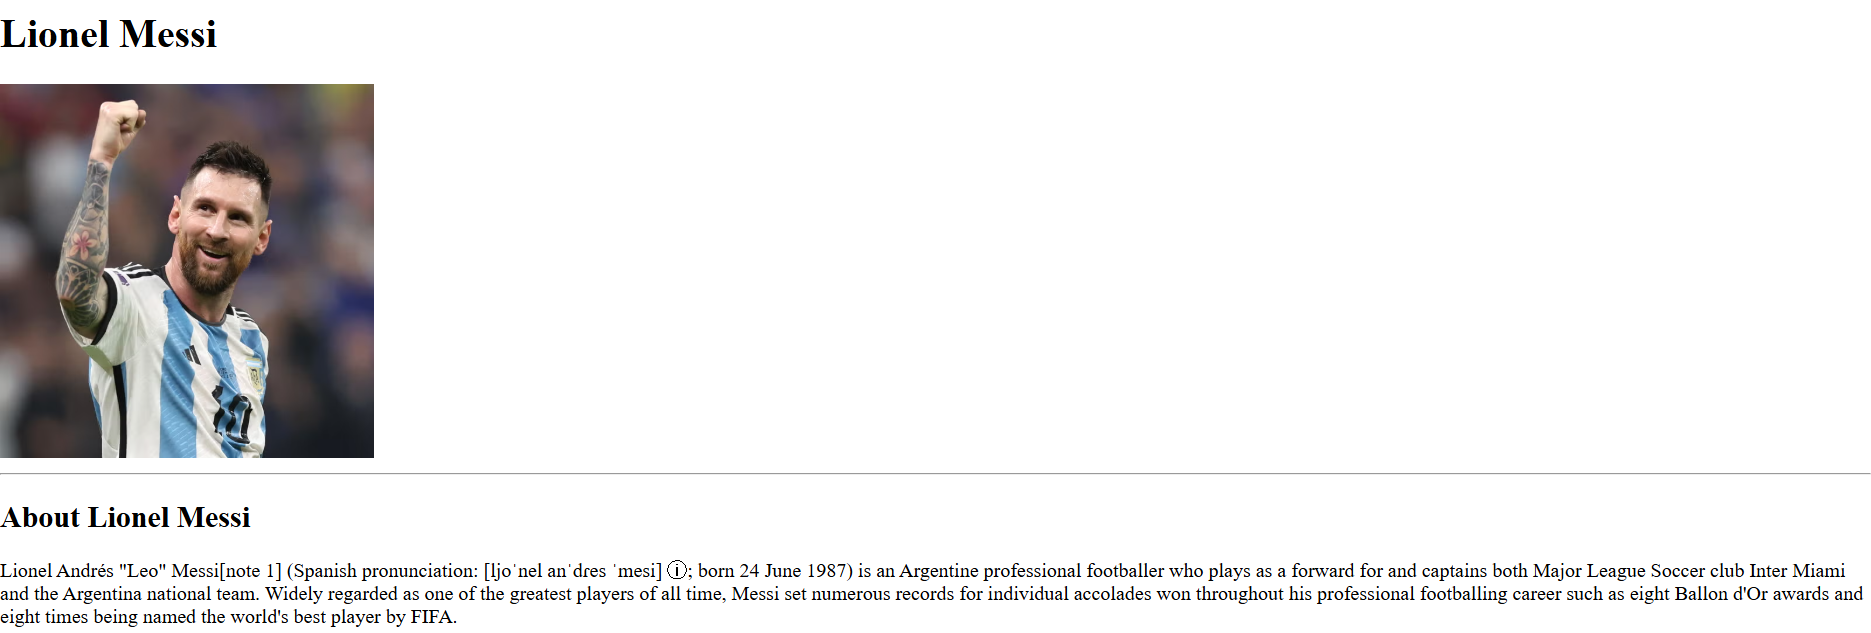 Lionel Messi
10
About Lionel Messi
Lionel Andrés "Leo" Messi[note 1] (Spanish pronunciation: [ljoˈnel anˈdɾes ˈmesi] ⓘ; born 24 June 1987) is an Argentine professional footballer who plays as a forward for and captains both Major League Soccer club Inter Miami
and the Argentina national team. Widely regarded as one of the greatest players of all time, Messi set numerous records for individual accolades won throughout his professional footballing career such as eight Ballon d'Or awards and
eight times being named the world's best player by FIFA.